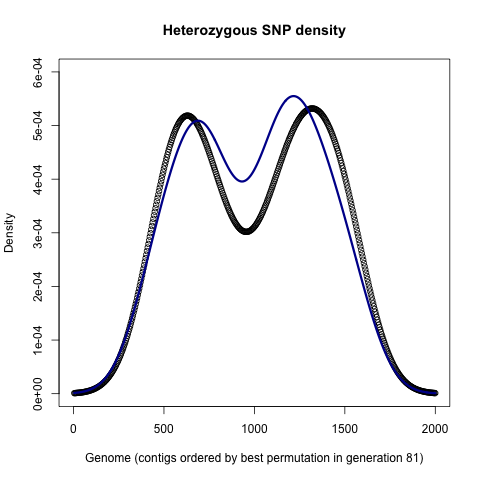 Heterozygous SNP density
Density
6e-04
5e-04
4e-04
3e-04
2e-04
1e-04
0e+00
0 500 1000 1500 2000
Genome (contigs ordered by best permutation in generation 81)